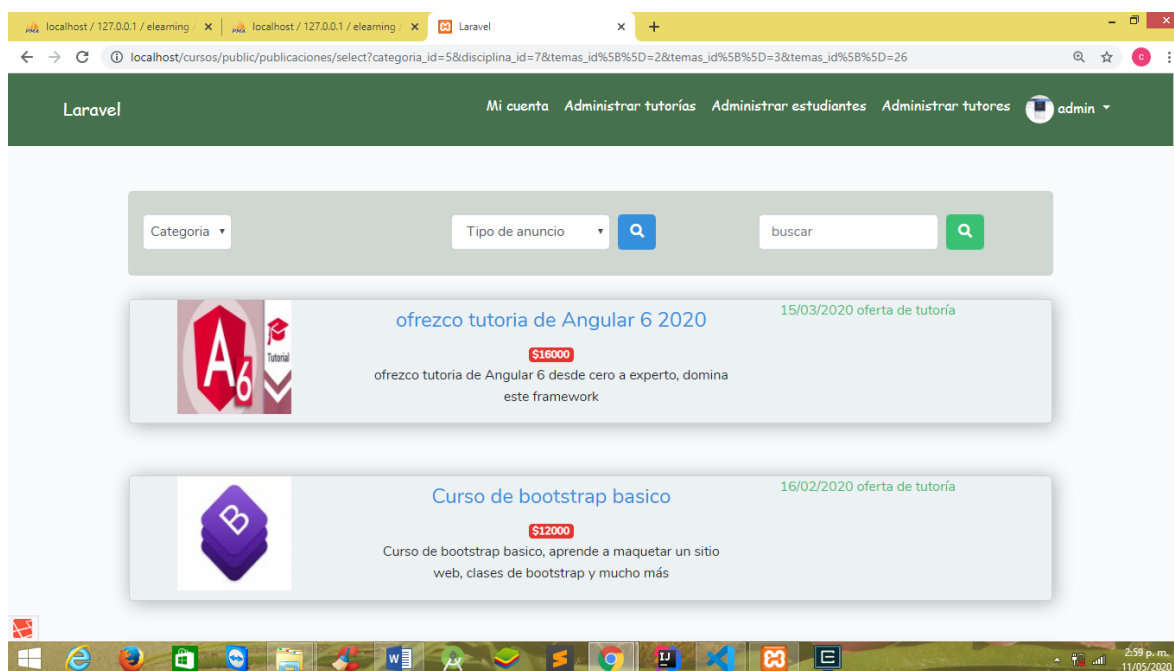 localhost / 127.0.0.1 / elearning /
localhost / 127.0.0.1 / elearning /
Laravel
localhost/cursos/public/publicaciones/select?categoria_id=5&disciplina_id=7&temas_id%5B%5D=2&temas_id%5B%5D=3&temas_id%5B%5D=26
c
Laravel
Mi cuenta Administrar tutorías Administrar estudiantes Administrar tutores admin
Categoria
Tipo de anuncio
buscar
A6
Tutorial
ofrezco tutoria de Angular 6 2020
$16000
ofrezco tutoria de Angular 6 desde cero a experto, domina
este framework
15/03/2020 oferta de tutoría
B
Curso de bootstrap basico
$12000
Curso de bootstrap basico, aprende a maquetar un sitio
web, clases de bootstrap y mucho más
16/02/2020 oferta de tutoría
2:59 p. m.
11/05/2020